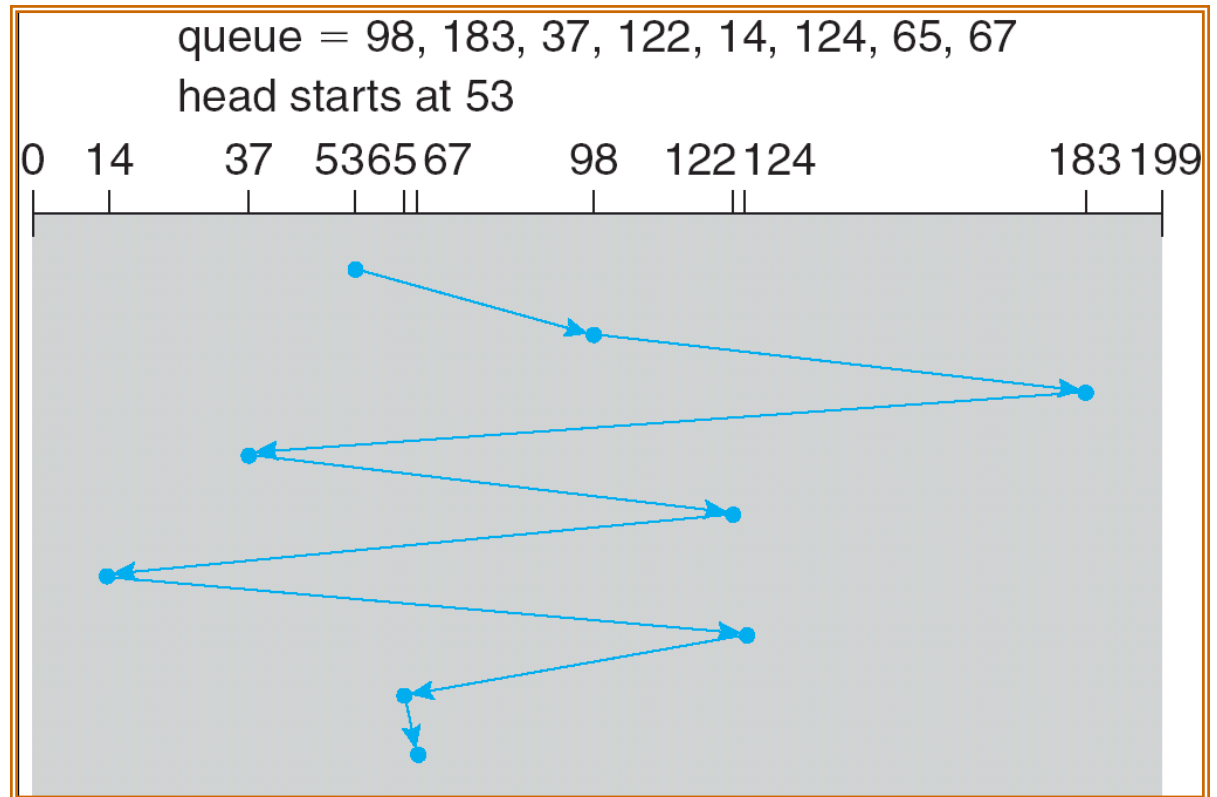 queue = 98, 183, 37, 122, 14, 124, 65, 67
head starts at 53
0 14 37 53 65 67 98 122 124 183 199